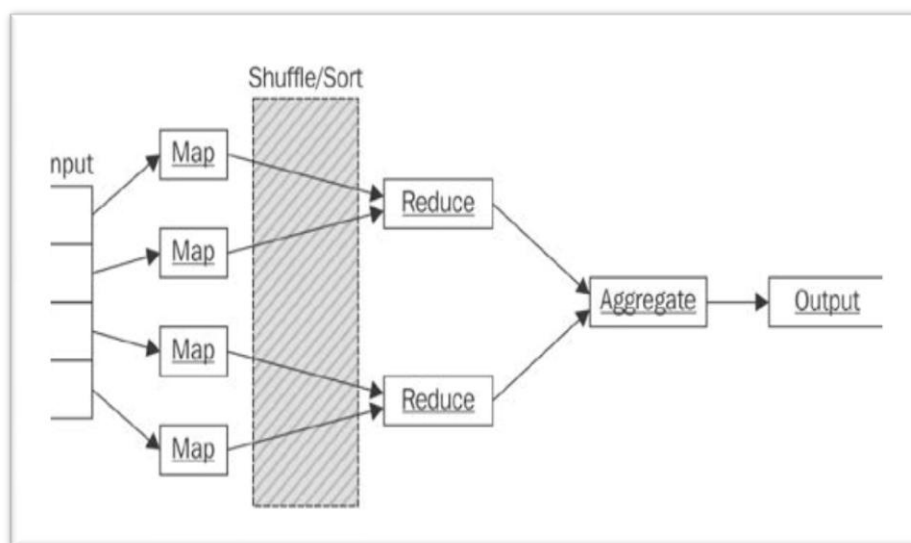 Shuffle/Sort
nput
Map
Map
Map
Map
Reduce
Reduce
Aggregate
Output